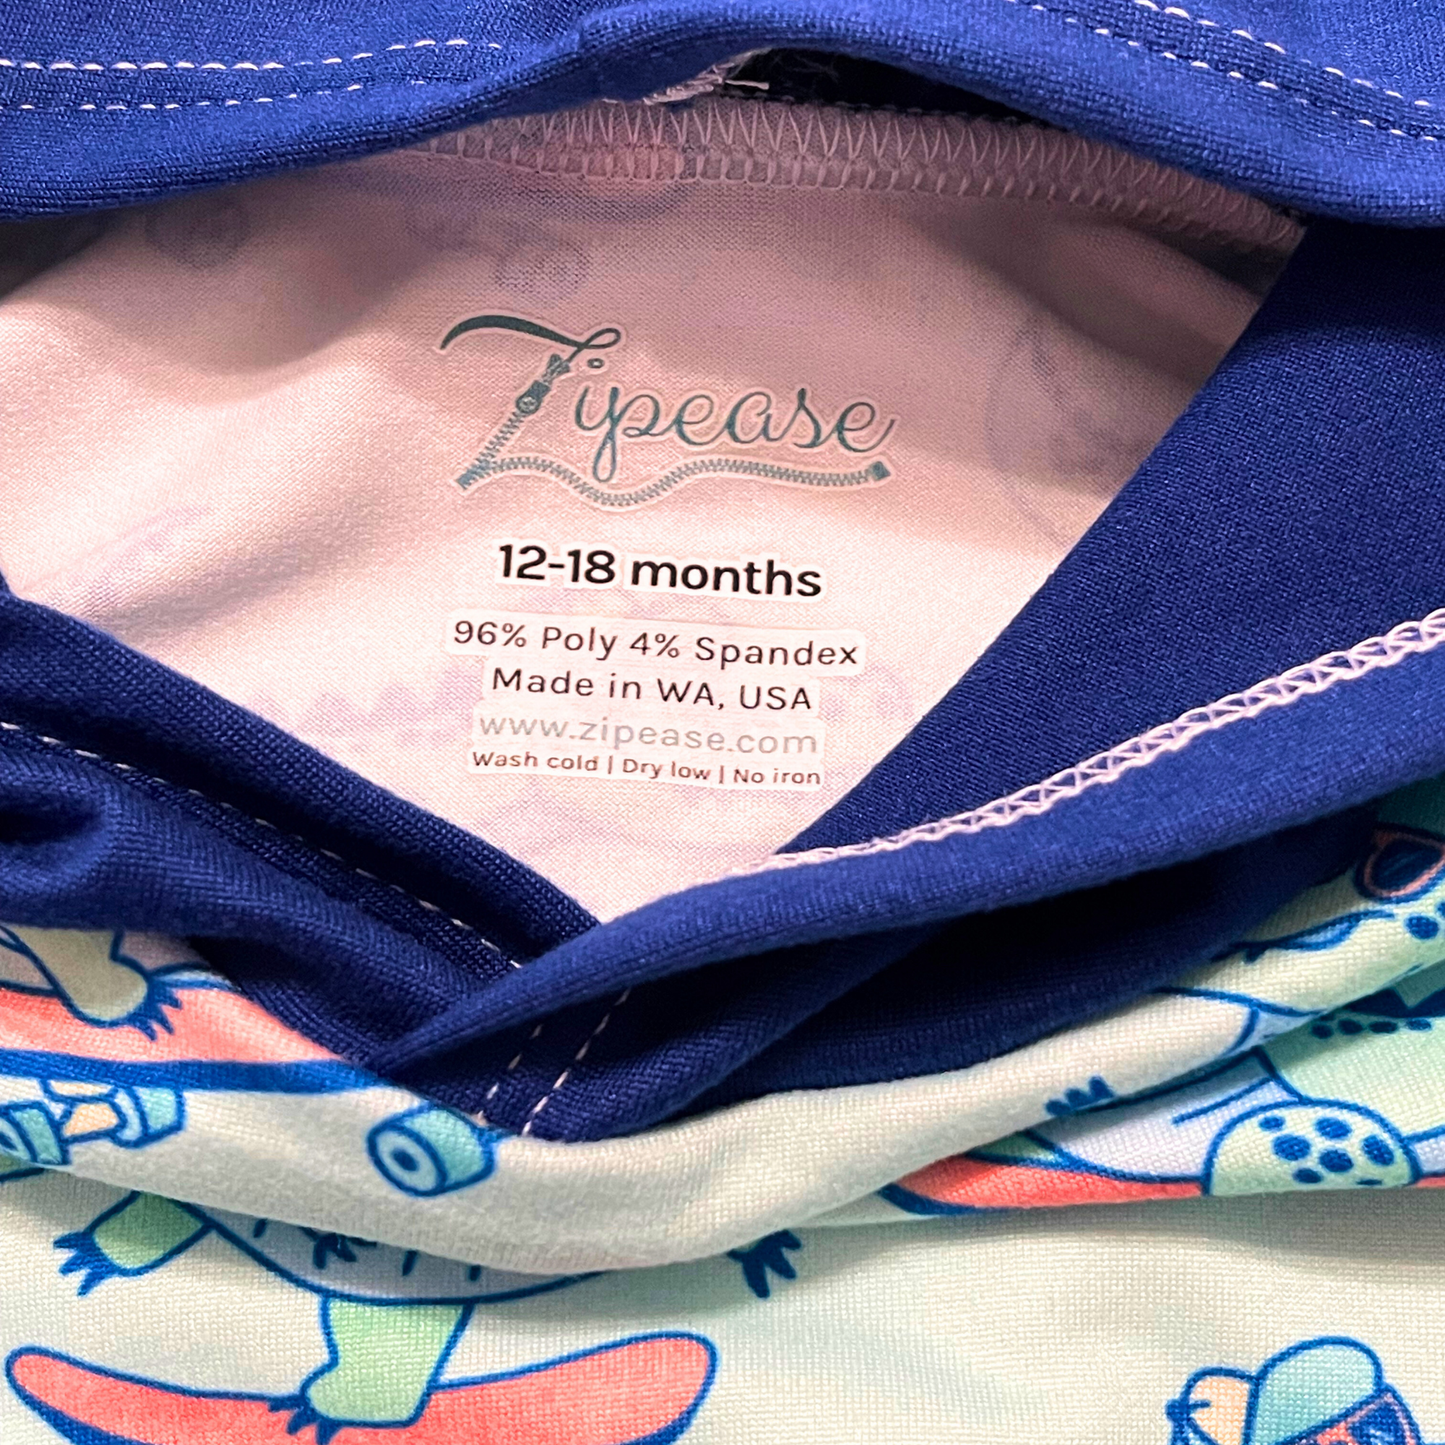 Zipease
12-18 months
96% Poly 4% Spandex
Made in WA, USA
www.zipease.com
Wash cold | Dry low | No iron